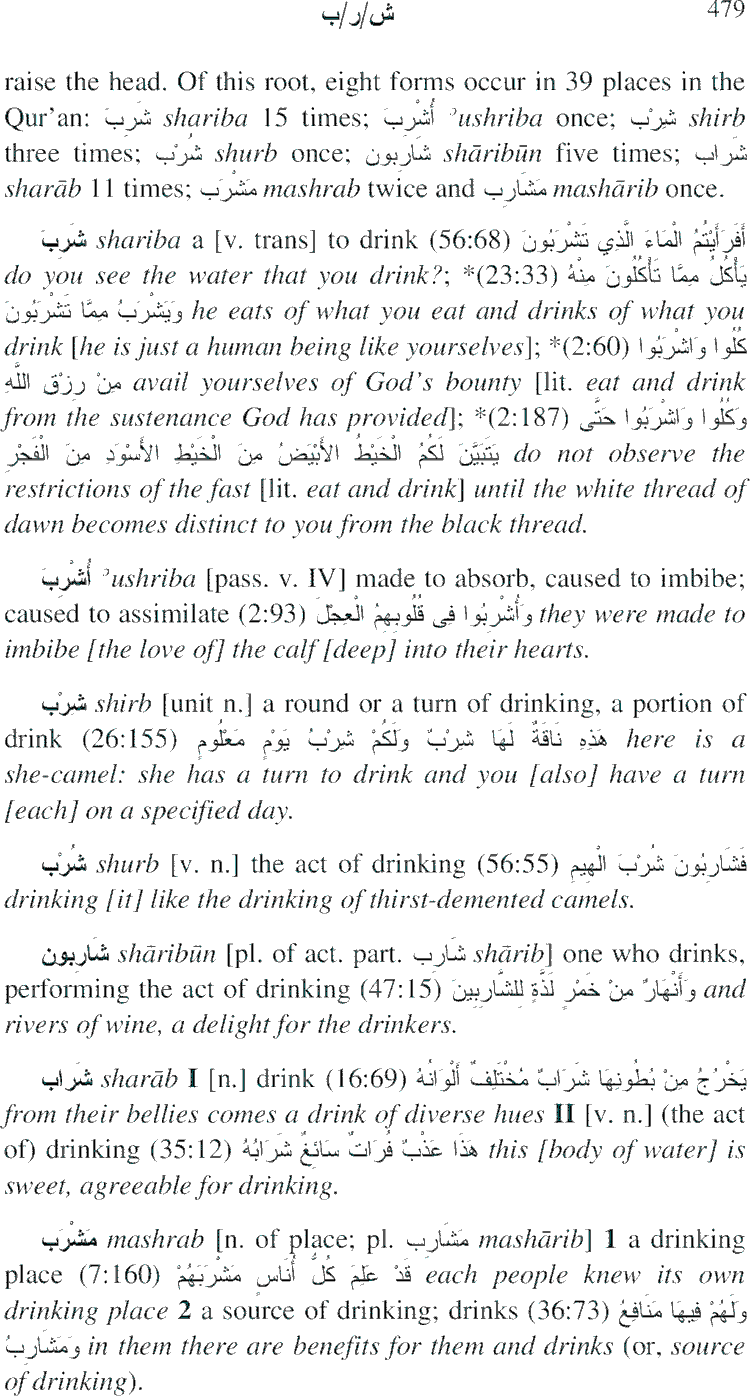 ش/ر/ب 479
raise the head. Of this root, eight forms occur in 39 places in the
Qur'an: شَرِبَ shariba 15 times; أُشْرِبَ ʾushriba once; شِرْب shirb
three times; شُرْب shurb once; شَارِبون shāribūn five times; شَراب
sharāb 11 times; مَشْرَب mashrab twice and مَشَارِب mashārib once.
شَرِبَ shariba a [v. trans] to drink (56:68) أَفَرَأَيْتُمُ الْمَاءَ الَّذِي تَشْرَبُونَ
do you see the water that you drink?; *(23:33) يَأْكُلُ مِمَّا تَأْكُلُونَ مِنْهُ
وَيَشْرَبُ مِمَّا تَشْرَبُونَ he eats of what you eat and drinks of what you
drink [he is just a human being like yourselves]; *(2:60) كُلُوا وَاشْرَبُوا
مِنْ رِزْقِ اللَّهِ avail yourselves of God's bounty [lit. eat and drink
from the sustenance God has provided]; *(2:187) وَكُلُوا وَاشْرَبُوا حَتَّى
يَتَبَيَّنَ لَكُمُ الْخَيْطُ الأَبْيَضُ مِنَ الْخَيْطِ الأَسْوَدِ مِنَ الْفَجْرِ do not observe the
restrictions of the fast [lit. eat and drink] until the white thread of
dawn becomes distinct to you from the black thread.
أُشْرِبَ ʾushriba [pass. v. IV] made to absorb, caused to imbibe;
caused to assimilate (2:93) وَأُشْرِبُوا فِى قُلُوبِهِمُ الْعِجْلَ they were made to
imbibe [the love of] the calf [deep] into their hearts.
شِرْب shirb [unit n.] a round or a turn of drinking, a portion of
drink (26:155) هَذِهِ نَاقَةٌ لَهَا شِرْبٌ وَلَكُمْ شِرْبُ يَوْمٍ مَعْلُومٍ here is a
she-camel: she has a turn to drink and you [also] have a turn
[each] on a specified day.
شُرْب shurb [v. n.] the act of drinking (56:55) فَشَارِبُونَ شُرْبَ الْهِيمِ
drinking [it] like the drinking of thirst-demented camels.
شَارِبون shāribūn [pl. of act. part. شَارِب shārib] one who drinks,
performing the act of drinking (47:15) وَأَنْهَارٌ مِنْ خَمْرٍ لَذَّةٍ لِلشَّارِبِينَ and
rivers of wine, a delight for the drinkers.
شَراب sharāb I [n.] drink (16:69) يَخْرُجُ مِنْ بُطُونِهَا شَرَابٌ مُخْتَلِفٌ أَلْوَانُهُ
from their bellies comes a drink of diverse hues II [v. n.] (the act
of) drinking (35:12) هَذَا عَذْبٌ فُرَاتٌ سَائِغٌ شَرَابُهُ this [body of water] is
sweet, agreeable for drinking.
مَشْرَب mashrab [n. of place; pl. مَشَارِب mashārib] 1 a drinking
place (7:160) قَدْ عَلِمَ كُلُّ أُنَاسٍ مَشْرَبَهُمْ each people knew its own
drinking place 2 a source of drinking; drinks (36:73) وَلَهُمْ فِيهَا مَنَافِعُ
وَمَشَارِبُ in them there are benefits for them and drinks (or, source
of drinking).